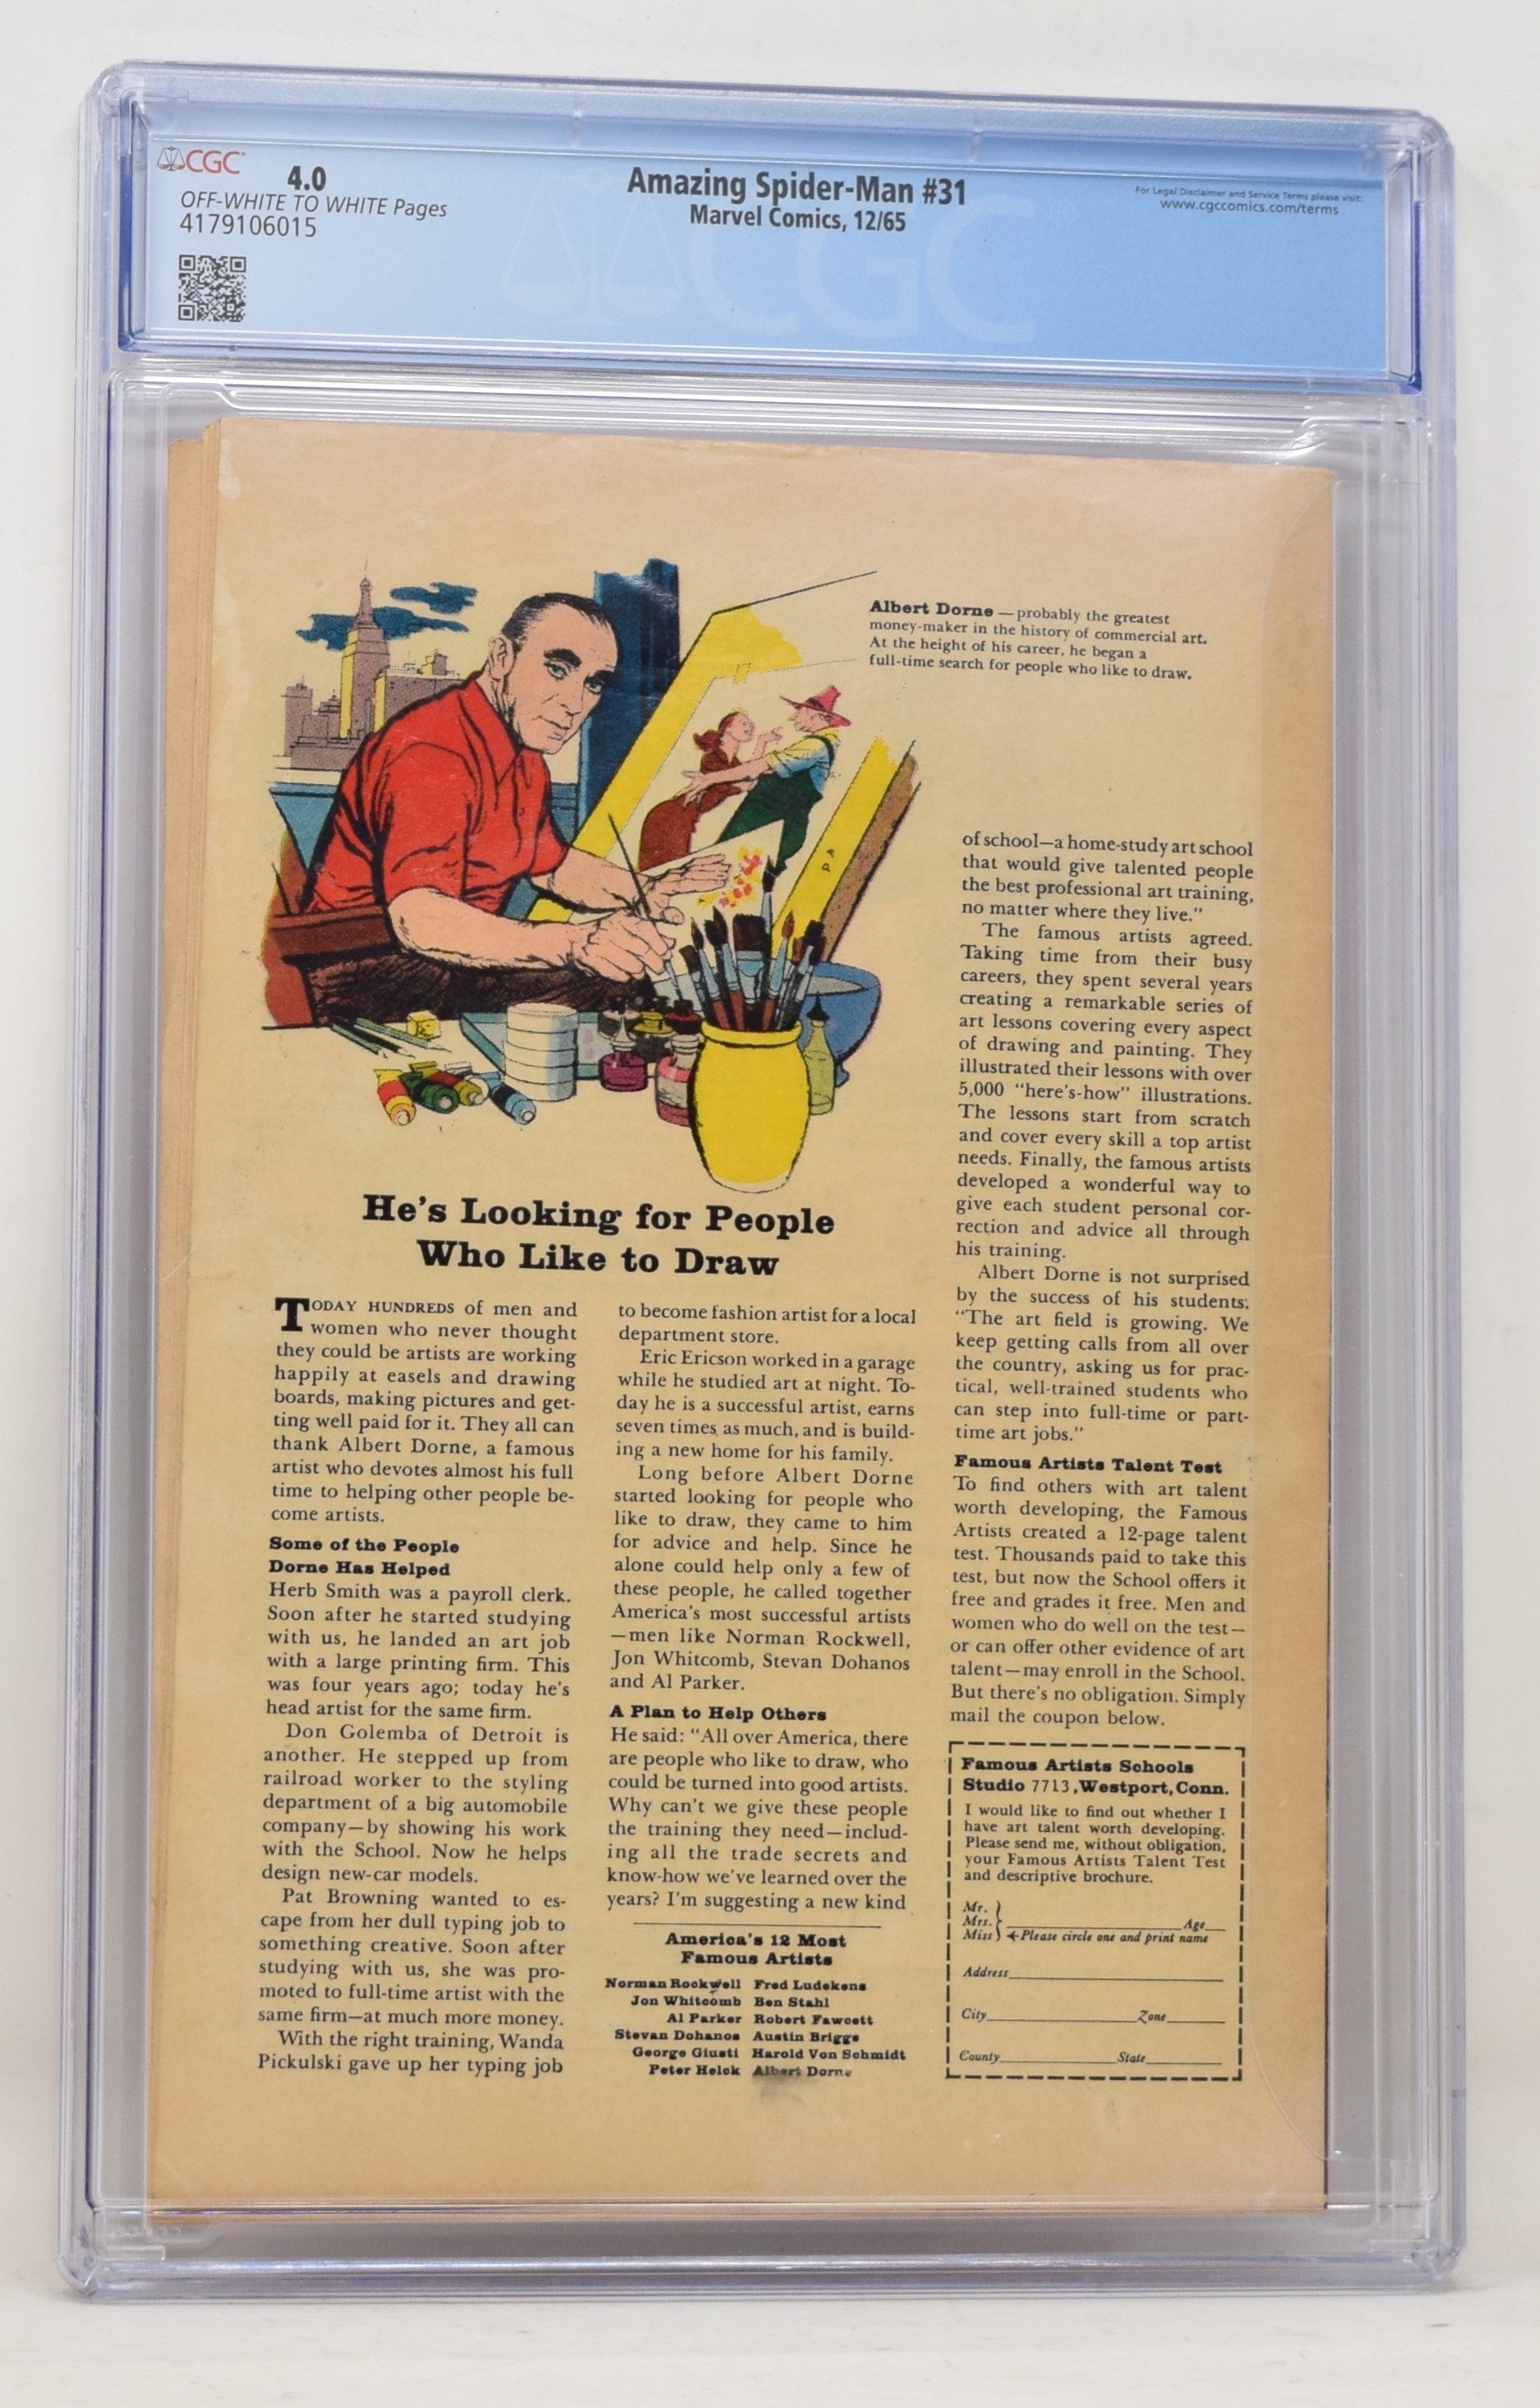 CGC
4.0
OFF-WHITE TO WHITE Pages
4179106015
Amazing Spider-Man #31
Marvel Comics, 12/65
For Legal Disclaimer and Service Terms please visit:
www.cgccomics.com/terms
CGC
Albert Dorne — probably the greatest
money-maker in the history of commercial art.
At the height of his career, he began a
full-time search for people who like to draw.
He's Looking for People
Who Like to Draw
TODAY HUNDREDS of men and
women who never thought
they could be artists are working
happily at easels and drawing
boards, making pictures and get-
ting well paid for it. They all can
thank Albert Dorne, a famous
artist who devotes almost his full
time to helping other people be-
come artists.
Some of the People
Dorne Has Helped
Herb Smith was a payroll clerk.
Soon after he started studying
with us, he landed an art job
with a large printing firm. This
was four years ago; today he's
head artist for the same firm.
Don Golemba of Detroit is
another. He stepped up from
railroad worker to the styling
department of a big automobile
company—by showing his work
with the School. Now he helps
design new-car models.
Pat Browning wanted to es-
cape from her dull typing job to
something creative. Soon after
studying with us, she was pro-
moted to full-time artist with the
same firm—at much more money.
With the right training, Wanda
Pickulski gave up her typing job
to become fashion artist for a local
department store.
Eric Ericson worked in a garage
while he studied art at night. To-
day he is a successful artist, earns
seven times as much, and is build-
ing a new home for his family.
Long before Albert Dorne
started looking for people who
like to draw, they came to him
for advice and help. Since he
alone could help only a few of
these people, he called together
America's most successful artists
—men like Norman Rockwell,
Jon Whitcomb, Stevan Dohanos
and Al Parker.
A Plan to Help Others
He said: "All over America, there
are people who like to draw, who
could be turned into good artists.
Why can't we give these people
the training they need—includ-
ing all the trade secrets and
know-how we've learned over the
years? I'm suggesting a new kind
America's 12 Most
Famous Artists
Norman Rockwell Fred Ludekens
Jon Whitcomb Ben Stahl
Al Parker Robert Fawcett
Stevan Dohanos Austin Briggs
George Giusti Harold Von Schmidt
Peter Helck Albert Dorne
of school—a home-study art school
that would give talented people
the best professional art training,
no matter where they live."
The famous artists agreed.
Taking time from their busy
careers, they spent several years
creating a remarkable series of
art lessons covering every aspect
of drawing and painting. They
illustrated their lessons with over
5,000 "here's-how" illustrations.
The lessons start from scratch
and cover every skill a top artist
needs. Finally, the famous artists
developed a wonderful way to
give each student personal cor-
rection and advice all through
his training.
Albert Dorne is not surprised
by the success of his students:
"The art field is growing. We
keep getting calls from all over
the country, asking us for prac-
tical, well-trained students who
can step into full-time or part-
time art jobs."
Famous Artists Talent Test
To find others with art talent
worth developing, the Famous
Artists created a 12-page talent
test. Thousands paid to take this
test, but now the School offers it
free and grades it free. Men and
women who do well on the test—
or can offer other evidence of art
talent—may enroll in the School.
But there's no obligation. Simply
mail the coupon below.
Famous Artists Schools
Studio 7713, Westport, Conn.
I would like to find out whether I
have art talent worth developing.
Please send me, without obligation,
your Famous Artists Talent Test
and descriptive brochure.
Mr.
Mrs. Age
Miss Please circle one and print name
Address
City Zone
County State